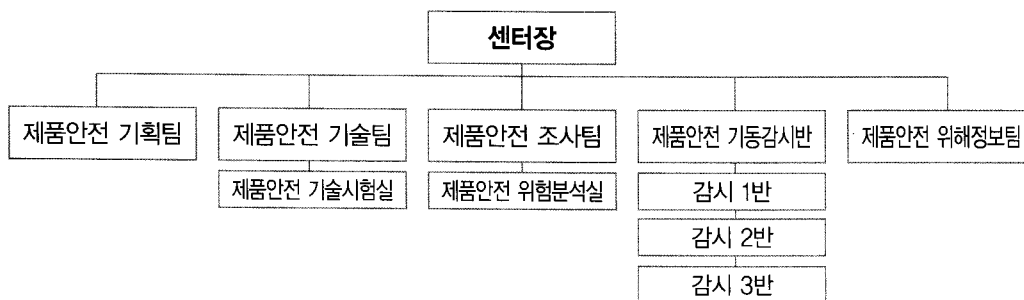 센터장
제품안전 기획팀
제품안전 기술팀
제품안전 조사팀
제품안전 기동감시반
제품안전 위해정보팀
제품안전 기술시험실
제품안전 위험분석실
감시 1반
감시 2반
감시 3반